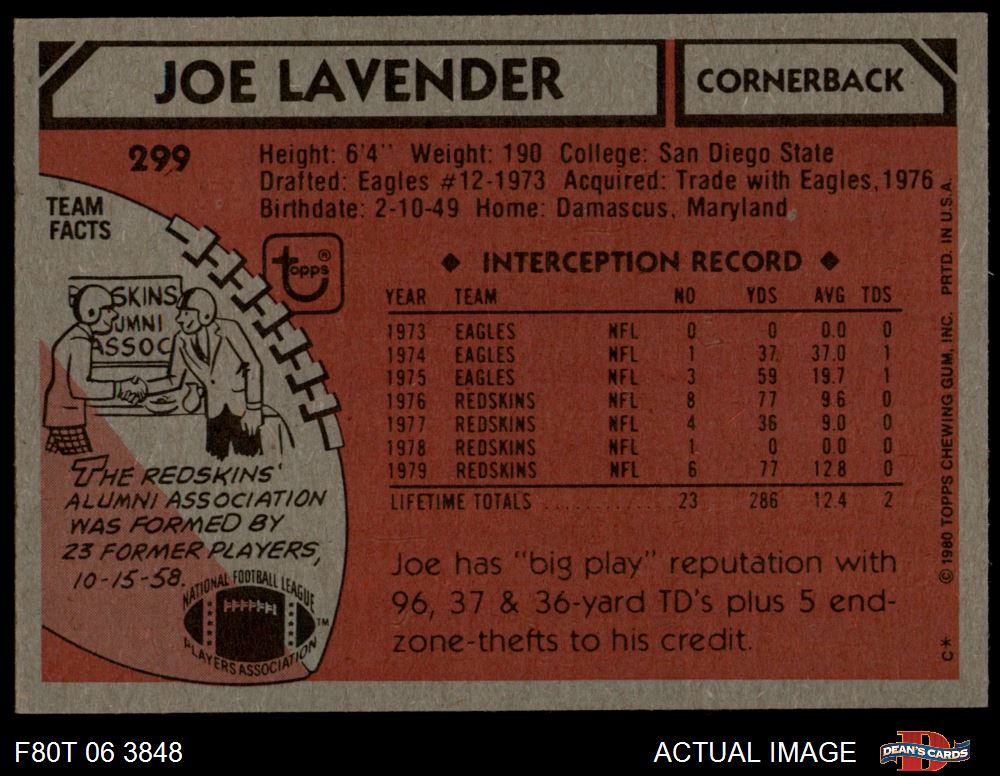 JOE LAVENDER
CORNERBACK
299
Height: 6'4" Weight: 190 College: San Diego State
Drafted: Eagles #12-1973 Acquired: Trade with Eagles, 1976
Birthdate: 2-10-49 Home: Damascus, Maryland
TEAM
FACTS
topps®
SKINS
UMNI
ASSOC
THE REDSKINS'
ALUMNI ASSOCIATION
WAS FORMED BY
23 FORMER PLAYERS,
10-15-58.
NATIONAL FOOTBALL LEAGUE
PLAYERS ASSOCIATION
TM
◆ INTERCEPTION RECORD ◆
YEAR TEAM NO YDS AVG TDS
1973 EAGLES NFL 0 0 0.0 0
1974 EAGLES NFL 1 37 37.0 1
1975 EAGLES NFL 3 59 19.7 1
1976 REDSKINS NFL 8 77 9.6 0
1977 REDSKINS NFL 4 36 9.0 0
1978 REDSKINS NFL 1 0 0.0 0
1979 REDSKINS NFL 6 77 12.8 0
LIFETIME TOTALS ............ 23 286 12.4 2
Joe has "big play" reputation with
96, 37 & 36-yard TD's plus 5 end-
zone-thefts to his credit.
C* © 1980 TOPPS CHEWING GUM, INC. PRTD. IN U.S.A.
F80T 06 3848
ACTUAL IMAGE
D
DEAN'S CARDS